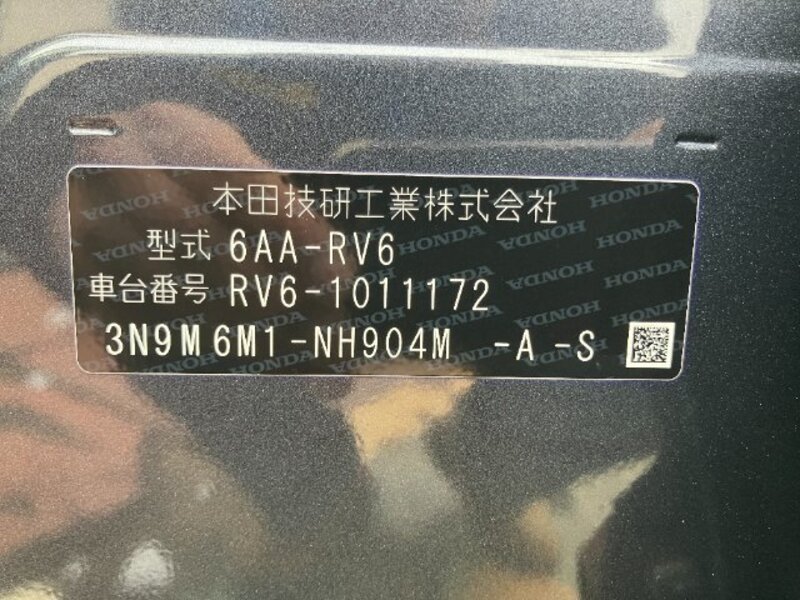 本田技研工業株式会社
型式 6AA-RV6
車台番号 RV6-1011172
3N9M6M1-NH904M -A-S